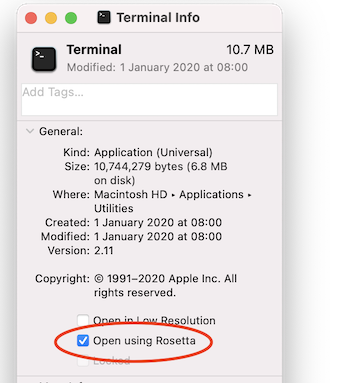 Terminal Info
Terminal 10.7 MB
Modified: 1 January 2020 at 08:00
Add Tags...
General:
Kind: Application (Universal)
Size: 10,744,279 bytes (6.8 MB
on disk)
Where: Macintosh HD ▸ Applications ▸
Utilities
Created: 1 January 2020 at 08:00
Modified: 1 January 2020 at 08:00
Version: 2.11
Copyright: © 1991–2020 Apple Inc. All
rights reserved.
Open in Low Resolution
Open using Rosetta
Locked